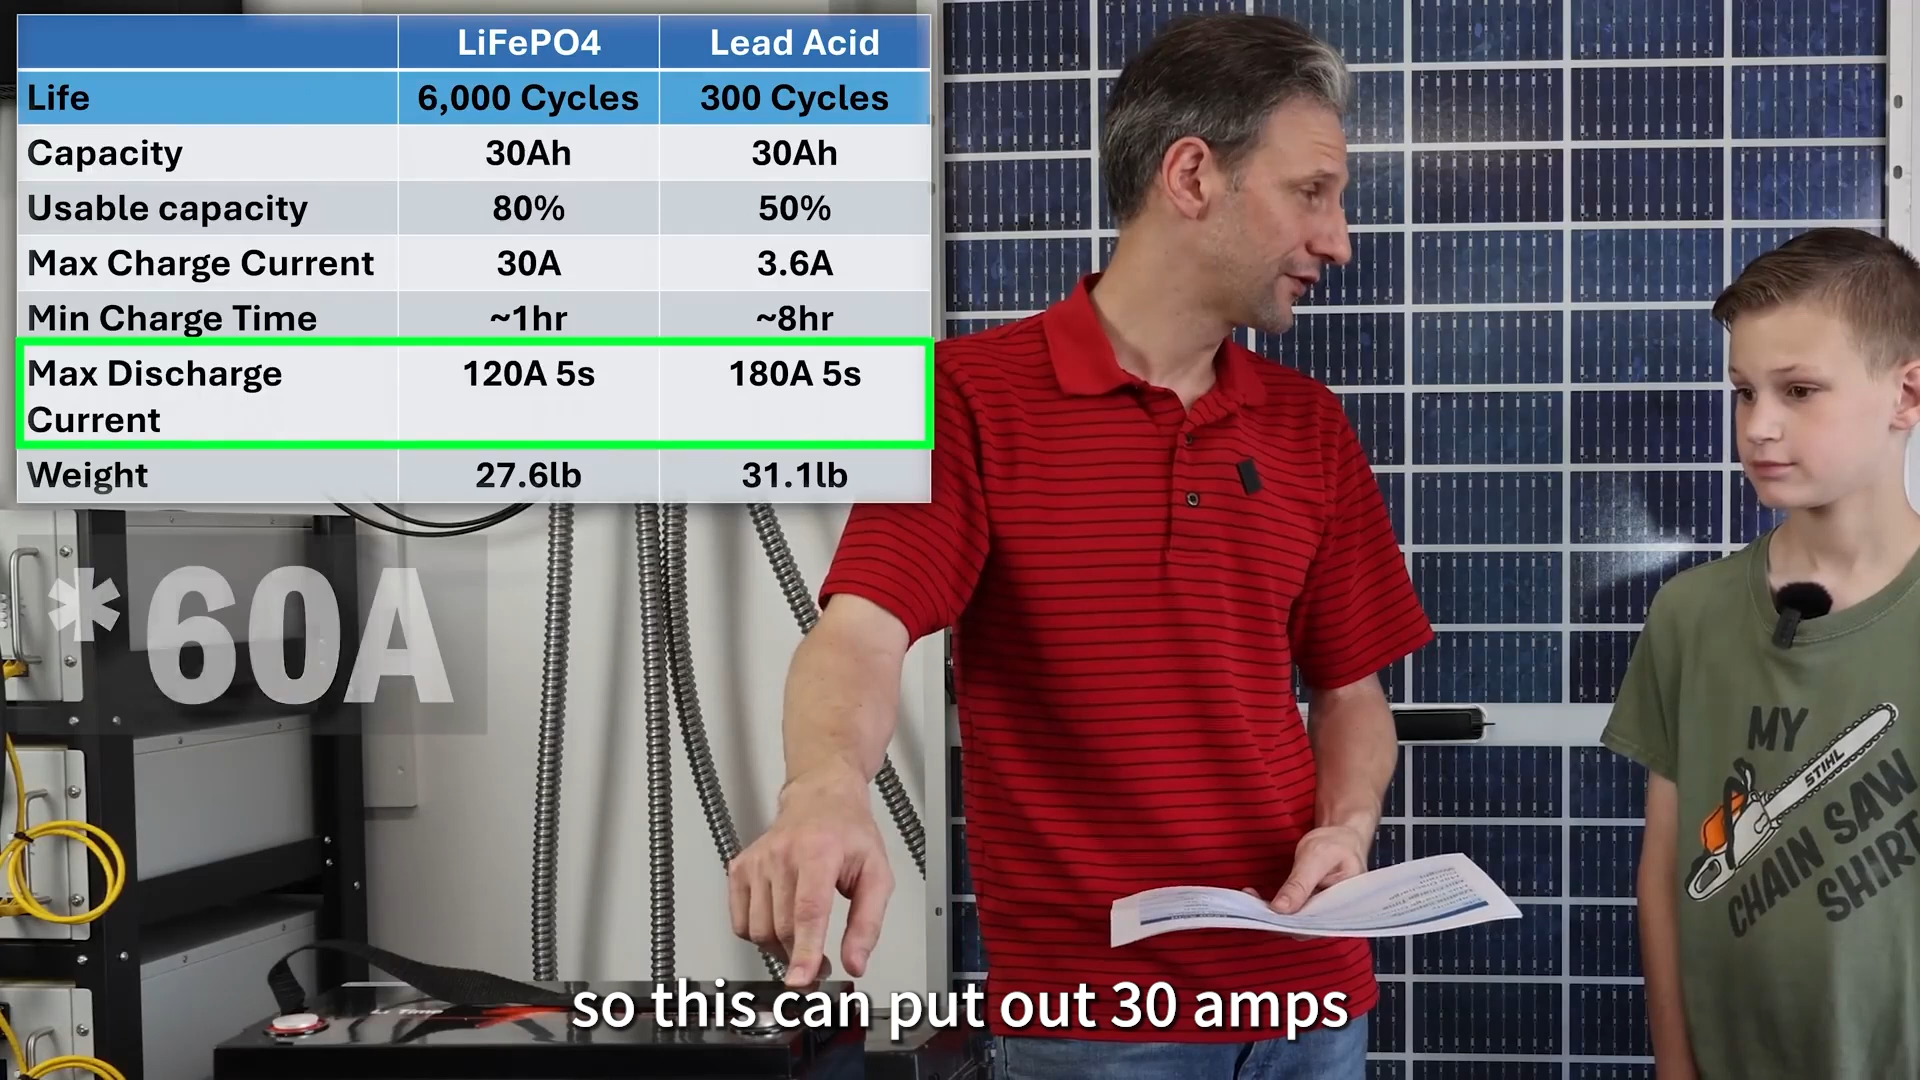 LiFePO4 Lead Acid
Life 6,000 Cycles 300 Cycles
Capacity 30Ah 30Ah
Usable capacity 80% 50%
Max Charge Current 30A 3.6A
Min Charge Time ~1hr ~8hr
Max Discharge 120A 5s 180A 5s
Current
Weight 27.6lb 31.1lb
*60A
MY
STIHL
CHAIN SAW
SHIRT
Li Time
so this can put out 30 amps